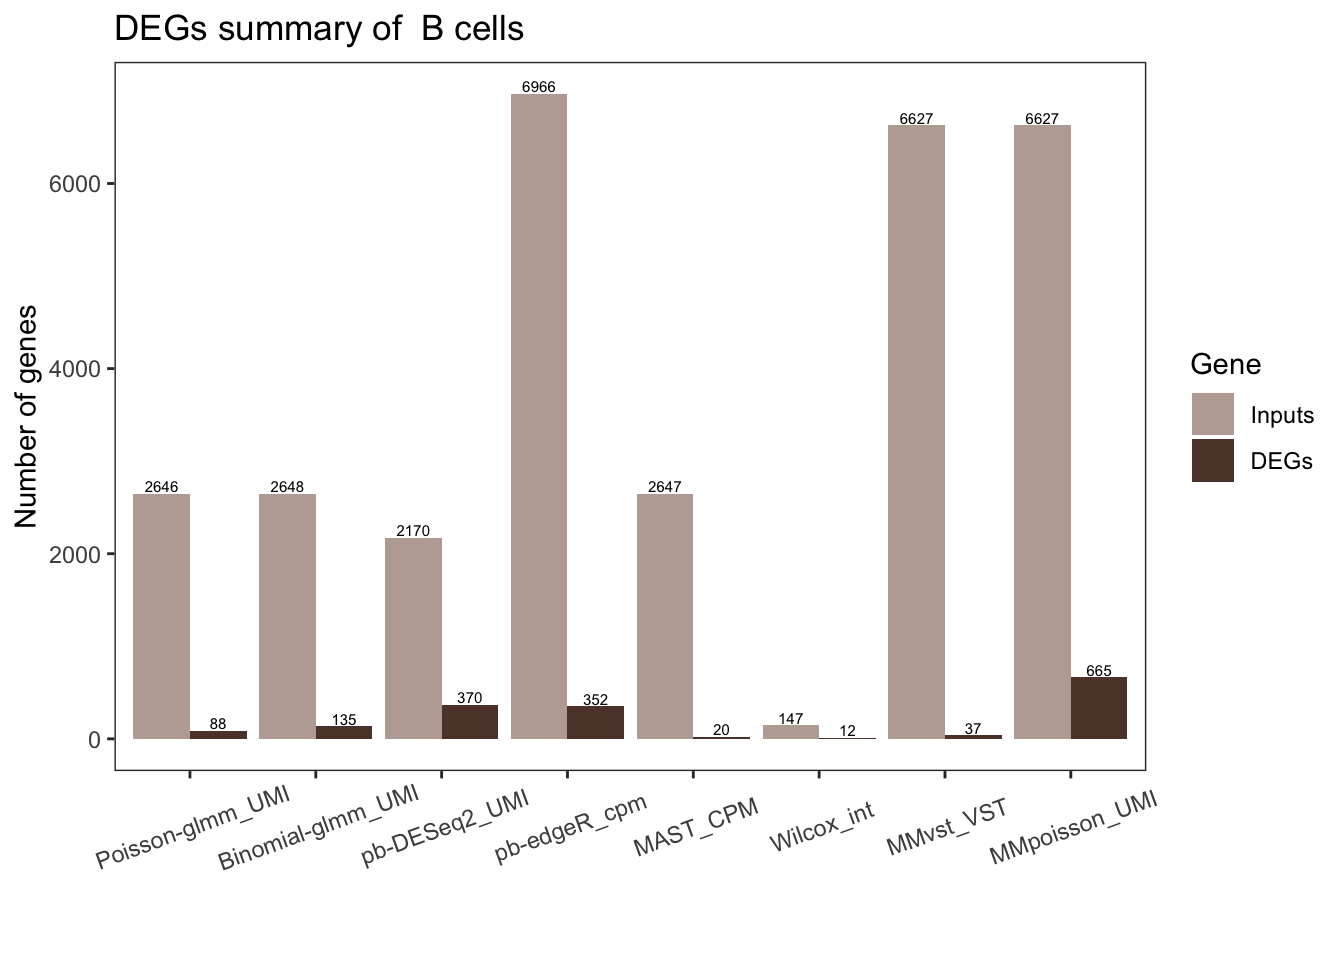 DEGs summary of  B cells
Number of genes
6000
4000
2000
0
2646
88
2648
135
2170
370
6966
352
2647
20
147
12
6627
37
6627
665
Poisson-glmm_UMI
Binomial-glmm_UMI
pb-DESeq2_UMI
pb-edgeR_cpm
MAST_CPM
Wilcox_int
MMvst_VST
MMpoisson_UMI
Gene
Inputs
DEGs